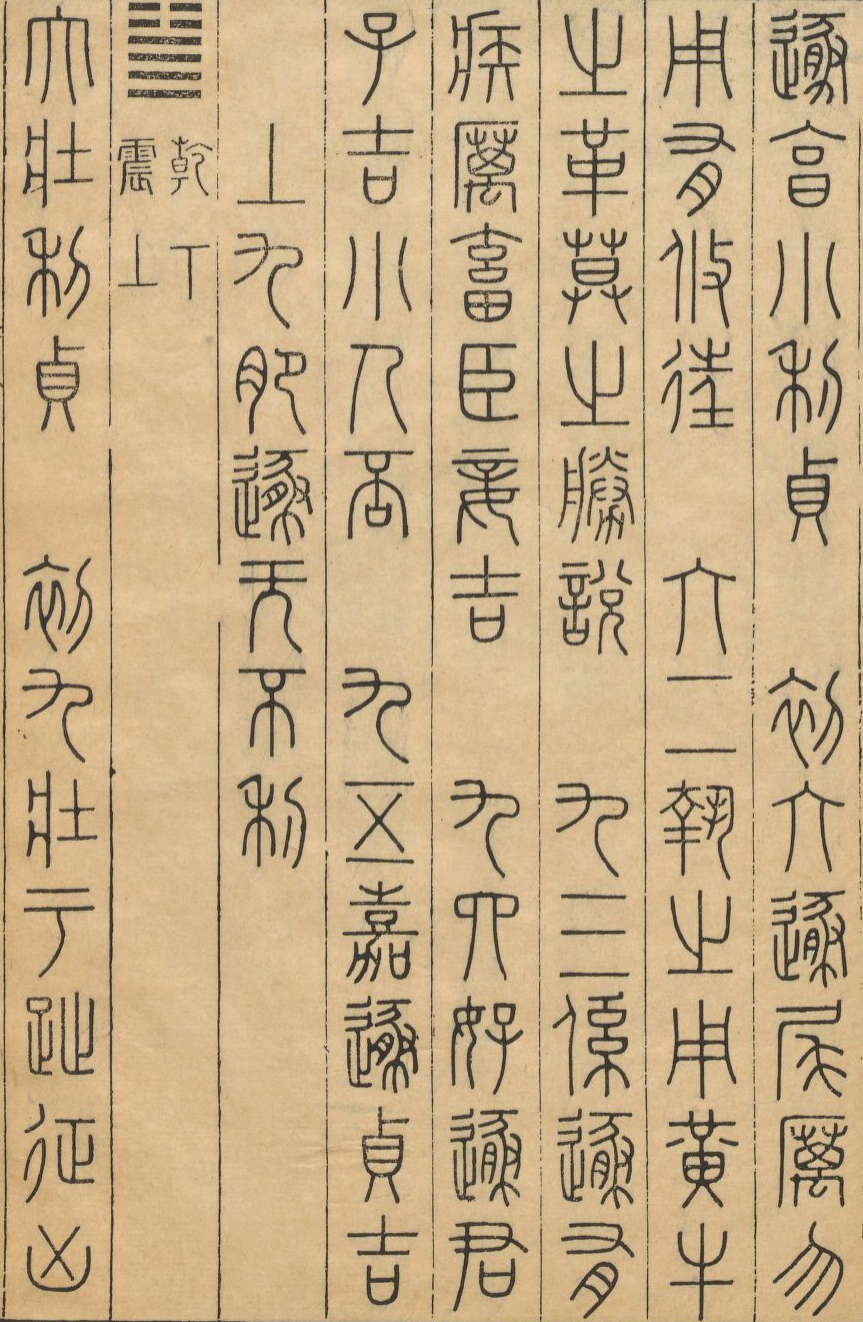 遯亨小利貞　初六遯尾厲勿
用有攸往　六二執之用黃牛
之革莫之勝說　九三係遯有
疾厲畜臣妾吉　九四好遯君
子吉小人否　九五嘉遯貞吉
上九肥遯无不利
䷡ 乾下 震上
大壯利貞　初九壯于趾征凶